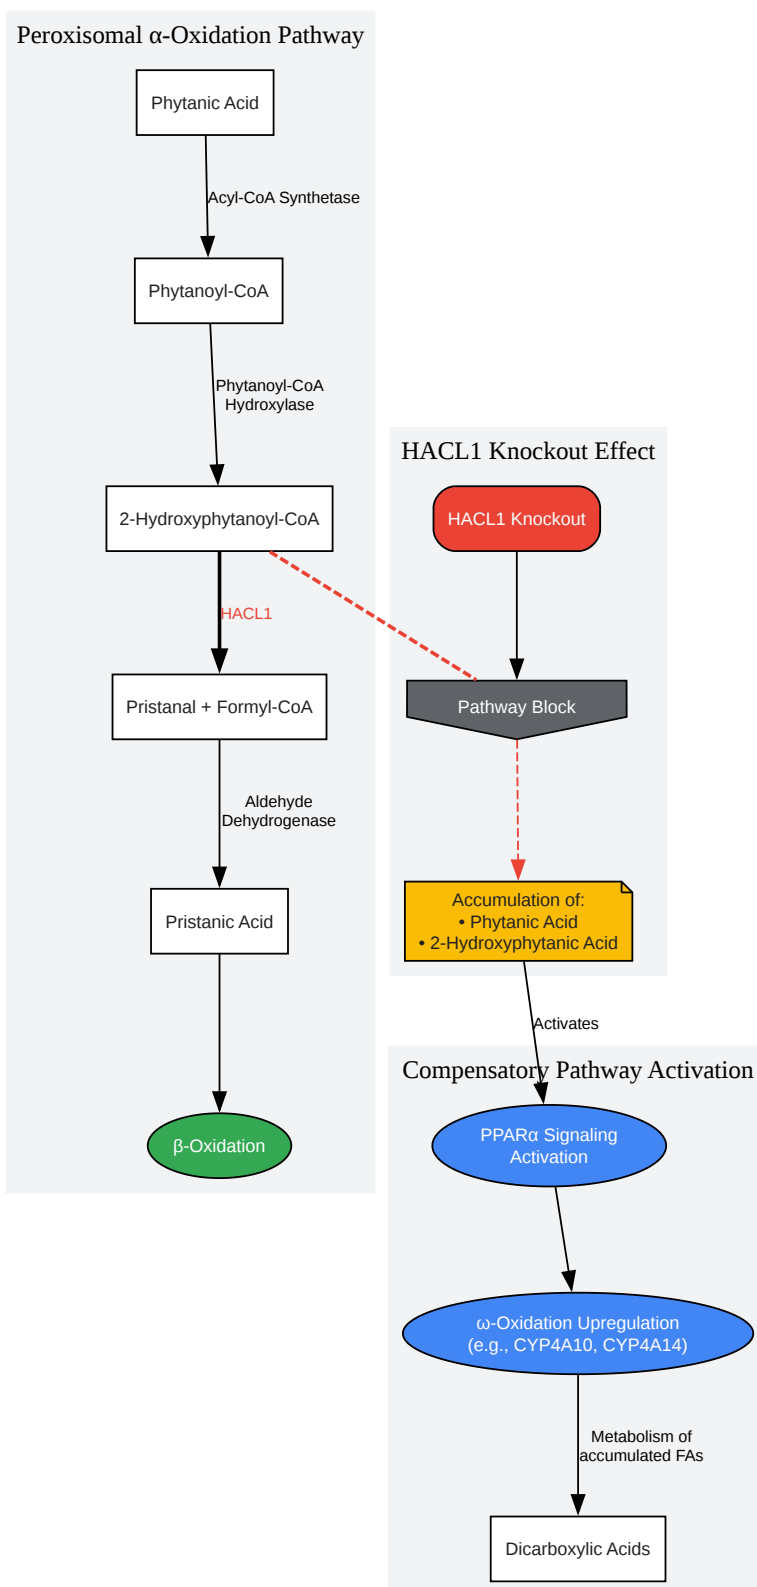 Peroxisomal α-Oxidation Pathway
Phytanic Acid
Acyl-CoA Synthetase
Phytanoyl-CoA
Phytanoyl-CoA
Hydroxylase
2-Hydroxyphytanoyl-CoA
HACL1
Pristanal + Formyl-CoA
Aldehyde
Dehydrogenase
Pristanic Acid
β-Oxidation
HACL1 Knockout Effect
HACL1 Knockout
Pathway Block
Accumulation of:
• Phytanic Acid
• 2-Hydroxyphytanic Acid
Activates
Compensatory Pathway Activation
PPARα Signaling
Activation
ω-Oxidation Upregulation
(e.g., CYP4A10, CYP4A14)
Metabolism of
accumulated FAs
Dicarboxylic Acids